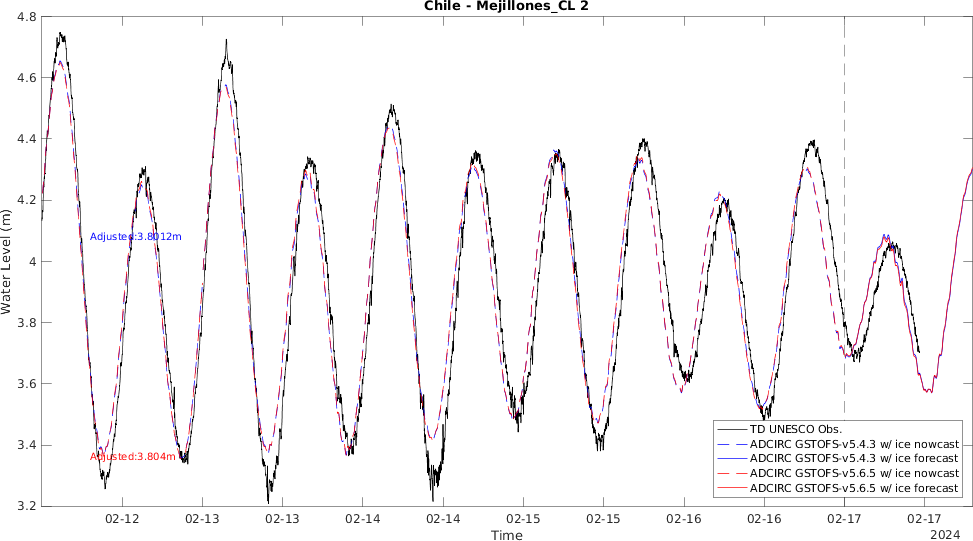 Chile - Mejillones_CL 2
Water Level (m)
4.8
4.6
4.4
4.2
4
3.8
3.6
3.4
3.2
Adjusted:3.8012m
Adjusted:3.804m
TD UNESCO Obs.
ADCIRC GSTOFS-v5.4.3 w/ ice nowcast
ADCIRC GSTOFS-v5.4.3 w/ ice forecast
ADCIRC GSTOFS-v5.6.5 w/ ice nowcast
ADCIRC GSTOFS-v5.6.5 w/ ice forecast
02-12 02-13 02-13 02-14 02-14 02-15 02-15 02-16 02-16 02-17 02-17
2024
Time